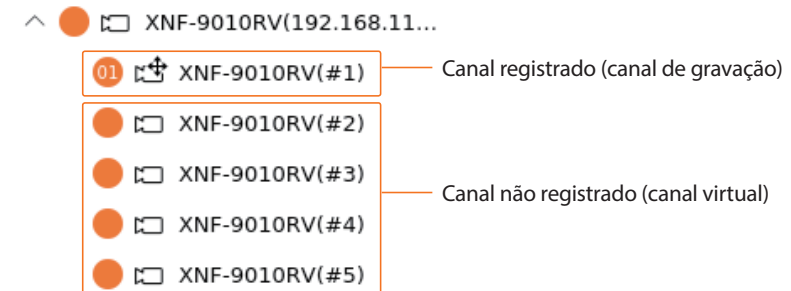 XNF-9010RV(192.168.11...
01 XNF-9010RV(#1) Canal registrado (canal de gravação)
XNF-9010RV(#2)
XNF-9010RV(#3)
Canal não registrado (canal virtual)
XNF-9010RV(#4)
XNF-9010RV(#5)